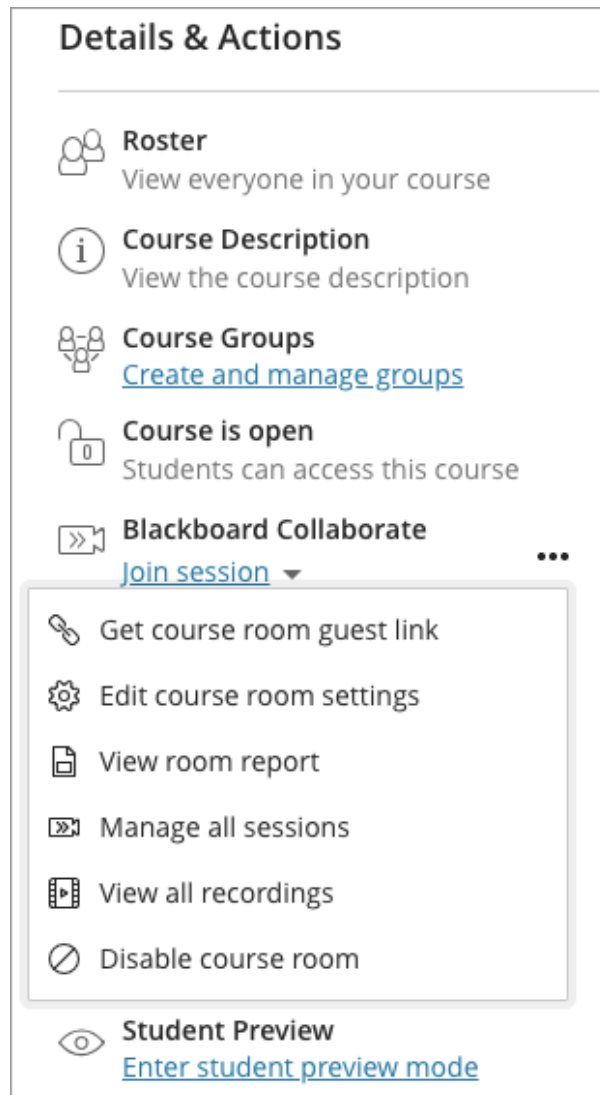 Details & Actions
Roster
View everyone in your course
Course Description
View the course description
Course Groups
Create and manage groups
Course is open
Students can access this course
Blackboard Collaborate
Join session
Get course room guest link
Edit course room settings
View room report
Manage all sessions
View all recordings
Disable course room
Student Preview
Enter student preview mode